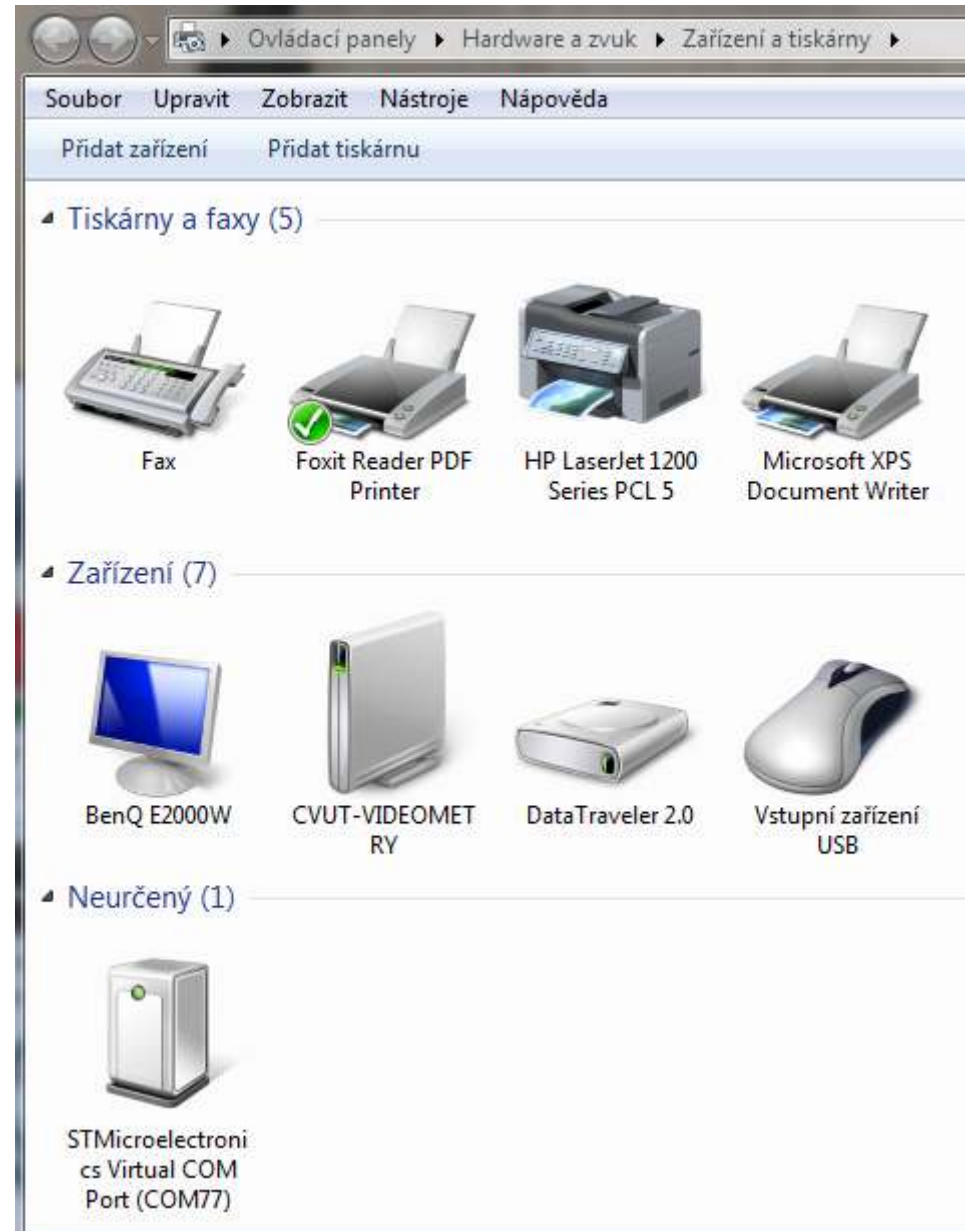 Ovládací panely Hardware a zvuk Zařízení a tiskárny
Soubor Upravit Zobrazit Nástroje Nápověda
Přidat zařízení Přidat tiskárnu
Tiskárny a faxy (5)
Fax
Foxit Reader PDF
Printer
HP LaserJet 1200
Series PCL 5
Microsoft XPS
Document Writer
Zařízení (7)
BenQ E2000W
CVUT-VIDEOMET
RY
DataTraveler 2.0
Vstupní zařízení
USB
Neurčený (1)
STMicroelectroni
cs Virtual COM
Port (COM77)